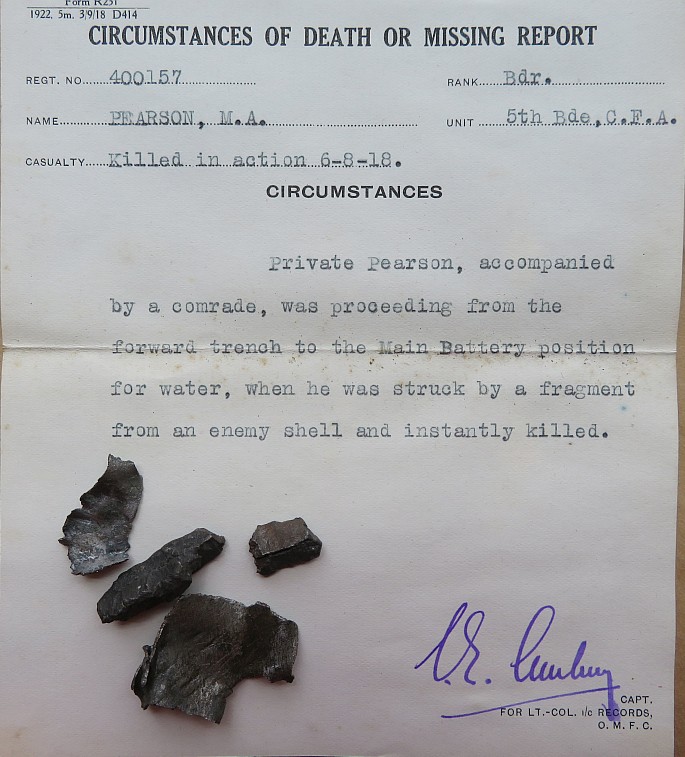 Form R251
1922. 5m. 3/9/18 D414
CIRCUMSTANCES OF DEATH OR MISSING REPORT
REGT. NO. 400157 RANK Bdr.
NAME PEARSON, M.A. UNIT 5th Bde, C.F.A.
CASUALTY Killed in action 6-8-18.
CIRCUMSTANCES
Private Pearson, accompanied
by a comrade, was proceeding from the
forward trench to the Main Battery position
for water, when he was struck by a fragment
from an enemy shell and instantly killed.
CAPT.
FOR LT.-COL. i/c RECORDS,
O. M. F. C.